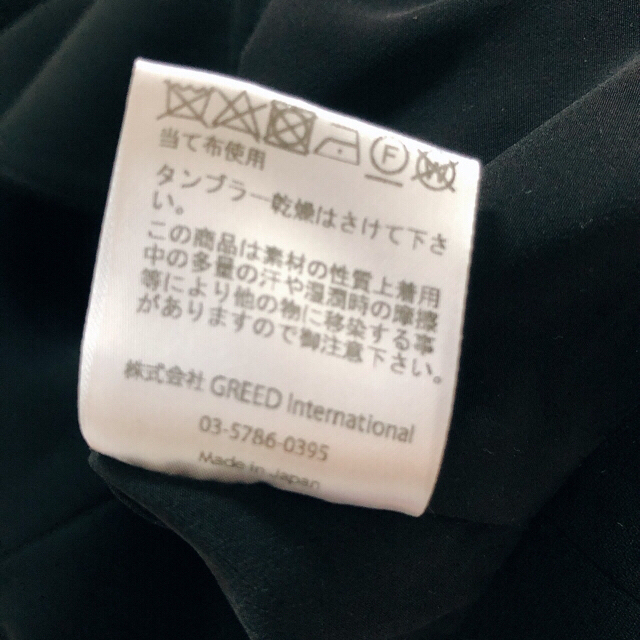 F
当て布使用
タンブラー乾燥はさけて下さ
い。
この商品は素材の性質上着用
中の多量の汗や湿潤時の摩擦
等により他の物に移染する事
がありますので御注意下さい。
株式会社 GREED International
03-5786-0395
Made in Japan